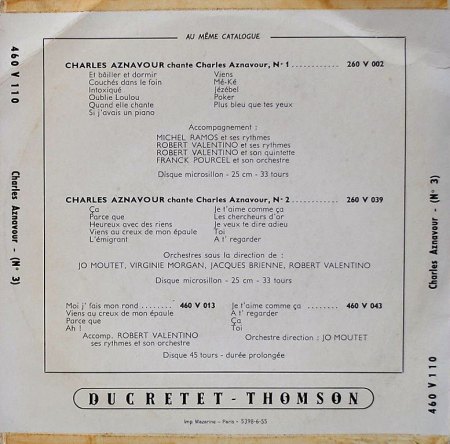 AU MÊME CATALOGUE
CHARLES AZNAVOUR chante Charles Aznavour, N° 1 ............ 260 V 002
Et bâiller et dormir Viens
Couchés dans le foin Mé-Ké
Intoxiqué Jézébel
Oublie Loulou Poker
Quand elle chante Plus bleu que tes yeux
Si j'avais un piano
Accompagnement :
MICHEL RAMOS et ses rythmes
ROBERT VALENTINO et ses rythmes
ROBERT VALENTINO et son quintette
FRANCK POURCEL et son orchestre
Disque microsillon - 25 cm - 33 tours
CHARLES AZNAVOUR chante Charles Aznavour, N° 2 ............ 260 V 039
Ça Je t'aime comme ça
Parce que Les chercheurs d'or
Heureux avec des riens Je veux te dire adieu
Viens au creux de mon épaule Toi
L'émigrant A t' regarder
Orchestres sous la direction de :
JO MOUTET, VIRGINIE MORGAN, JACQUES BRIENNE, ROBERT VALENTINO
Disque microsillon - 25 cm - 33 tours
Moi j' fais mon rond ........ 460 V 013
Viens au creux de mon épaule
Parce que
Ah !
Accomp. ROBERT VALENTINO
ses rythmes et son orchestre
Je t'aime comme ça ........ 460 V 043
A t' regarder
Ça
Toi
Orchestre direction : JO MOUTET
Disque 45 tours - durée prolongée
DUCRETET-THOMSON
Imp. Mazarine - Paris - 5398-6-55
460 V 110 Charles Aznavour - (N° 3)
460 V 110 Charles Aznavour - (N° 3)